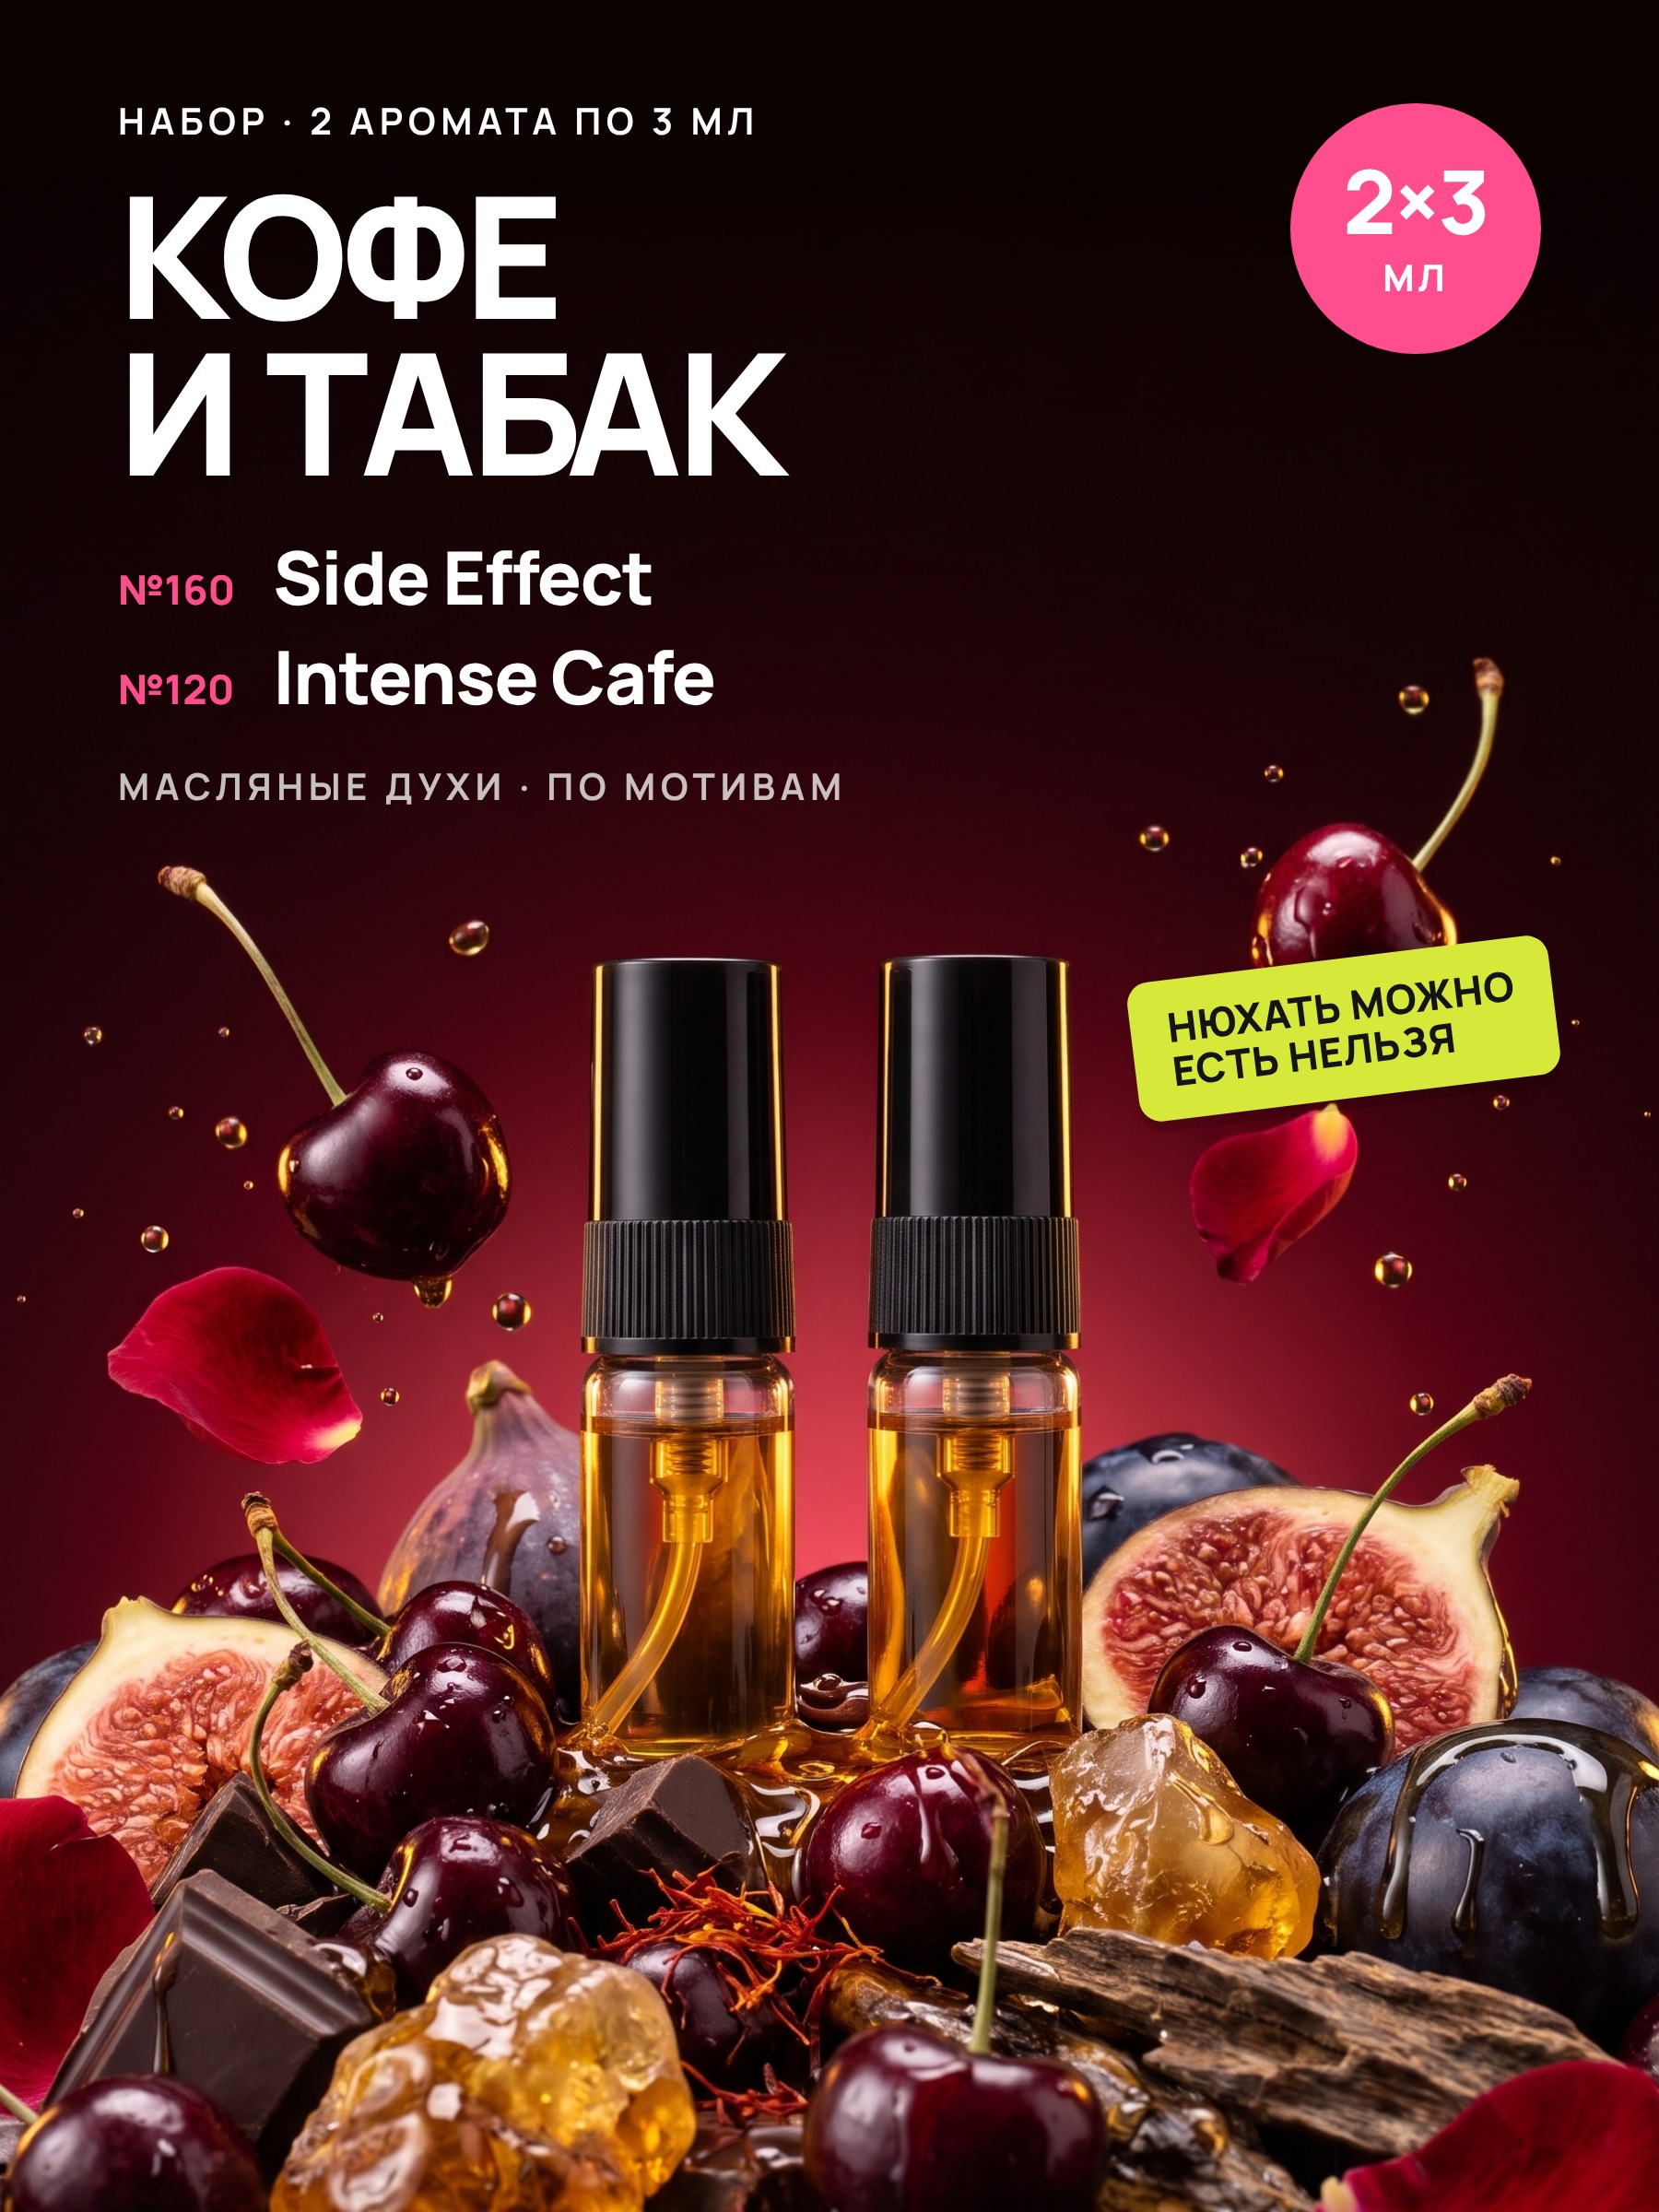 НАБОР · 2 АРОМАТА ПО 3 МЛ
2×3
МЛ
КОФЕ
И ТАБАК
№160 Side Effect
№120 Intense Cafe
МАСЛЯНЫЕ ДУХИ · ПО МОТИВАМ
НЮХАТЬ МОЖНО
ЕСТЬ НЕЛЬЗЯ